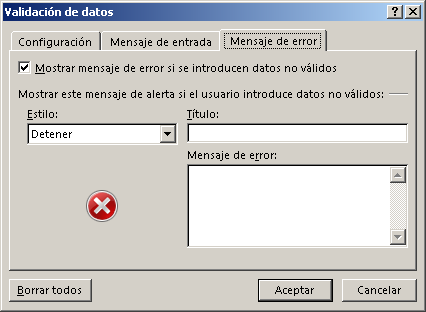 Validación de datos
Configuración Mensaje de entrada Mensaje de error
Mostrar mensaje de error si se introducen datos no válidos
Mostrar este mensaje de alerta si el usuario introduce datos no válidos:
Estilo: Título:
Detener
Mensaje de error:
Borrar todos Aceptar Cancelar